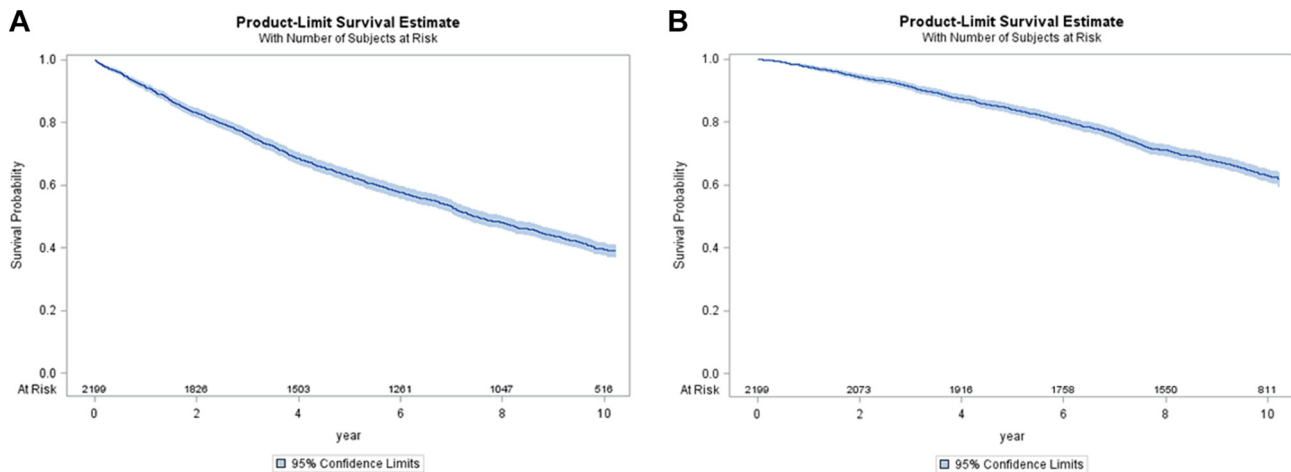 A
Product-Limit Survival Estimate
With Number of Subjects at Risk
1.0
0.8
0.6
0.4
0.2
0.0
Survival Probability
At Risk 2199 1826 1503 1261 1047 516
0 2 4 6 8 10
year
95% Confidence Limits
B
Product-Limit Survival Estimate
With Number of Subjects at Risk
1.0
0.8
0.6
0.4
0.2
0.0
Survival Probability
At Risk 2199 2073 1916 1758 1550 811
0 2 4 6 8 10
year
95% Confidence Limits